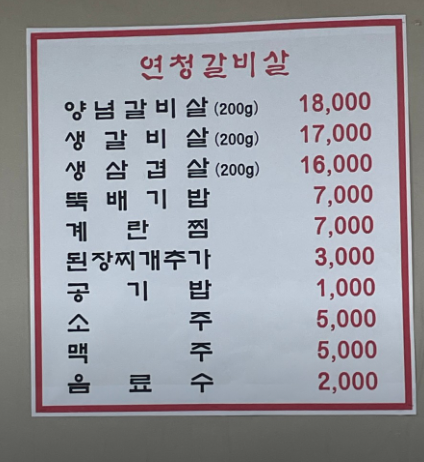 연청갈비살
양념갈비살(200g) 18,000
생갈비살(200g) 17,000
생삼겹살(200g) 16,000
뚝배기밥 7,000
계란찜 7,000
된장찌개추가 3,000
공기밥 1,000
소주 5,000
맥주 5,000
음료수 2,000